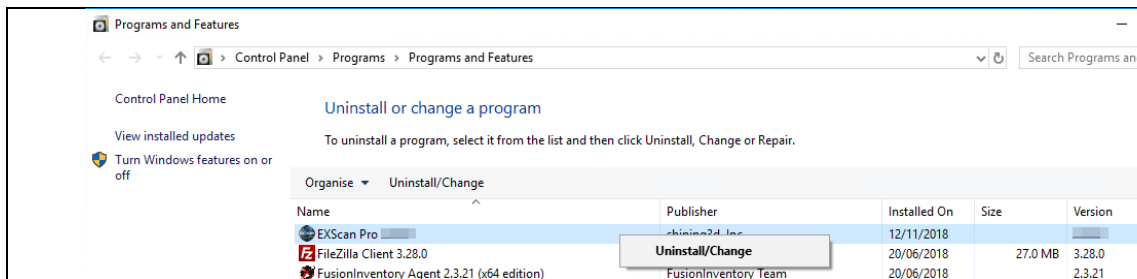 Programs and Features
Control Panel > Programs > Programs and Features
Search Programs an
Control Panel Home
Uninstall or change a program
View installed updates
To uninstall a program, select it from the list and then click Uninstall, Change or Repair.
Turn Windows features on or
off
Organise Uninstall/Change
Name Publisher Installed On Size Version
EXScan Pro shining3d, Inc. 12/11/2018
Uninstall/Change
FileZilla Client 3.28.0 20/06/2018 27.0 MB 3.28.0
FusionInventory Agent 2.3.21 (x64 edition) FusionInventory Team 20/06/2018 2.3.21